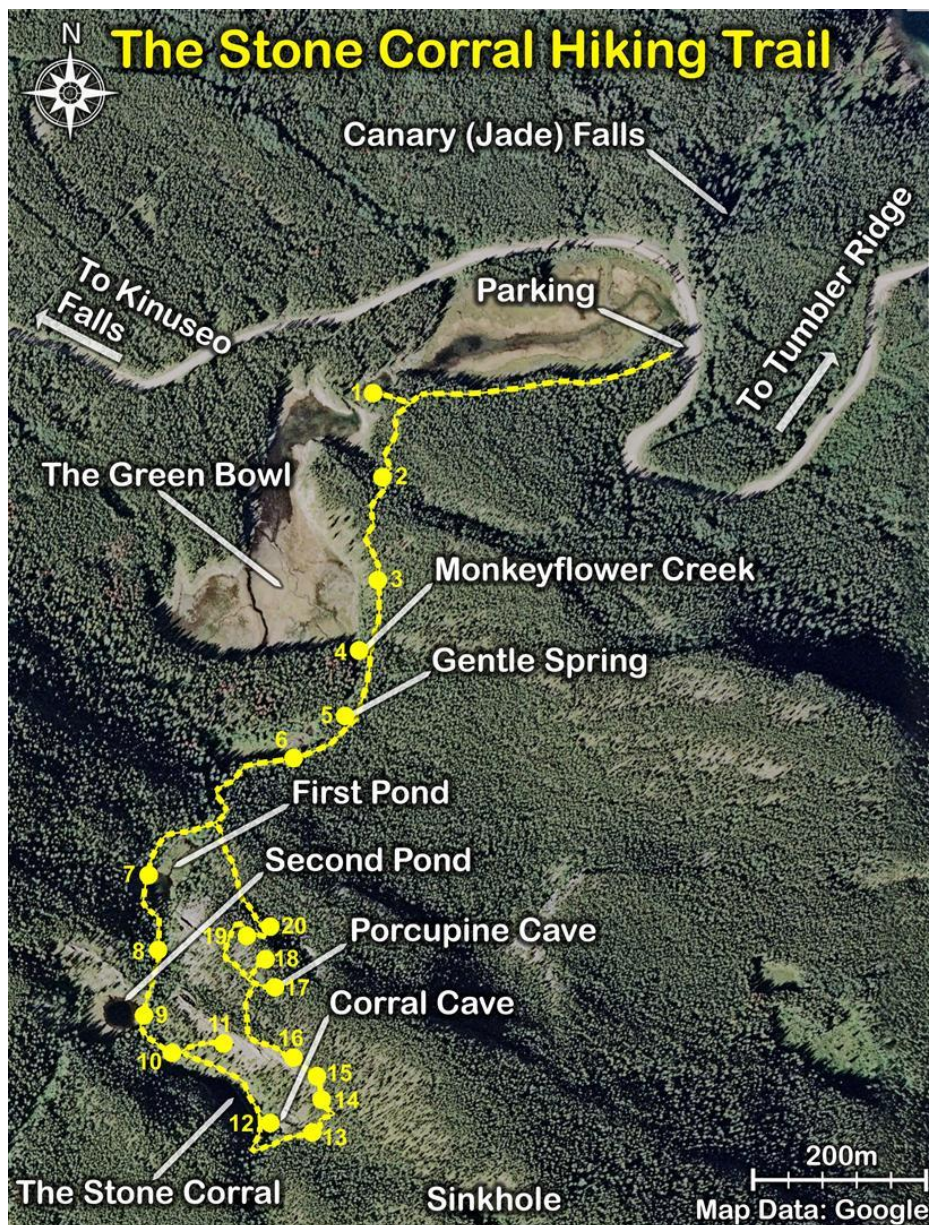 N
The Stone Corral Hiking Trail
Canary (Jade) Falls
To Kinuseo
Falls
Parking
To Tumbler Ridge
1
2
The Green Bowl
3
Monkeyflower Creek
4
Gentle Spring
5
6
First Pond
7
Second Pond
8
19
20
Porcupine Cave
18
17
Corral Cave
9
10
11
16
15
14
12
13
The Stone Corral
Sinkhole
200m
Map Data: Google